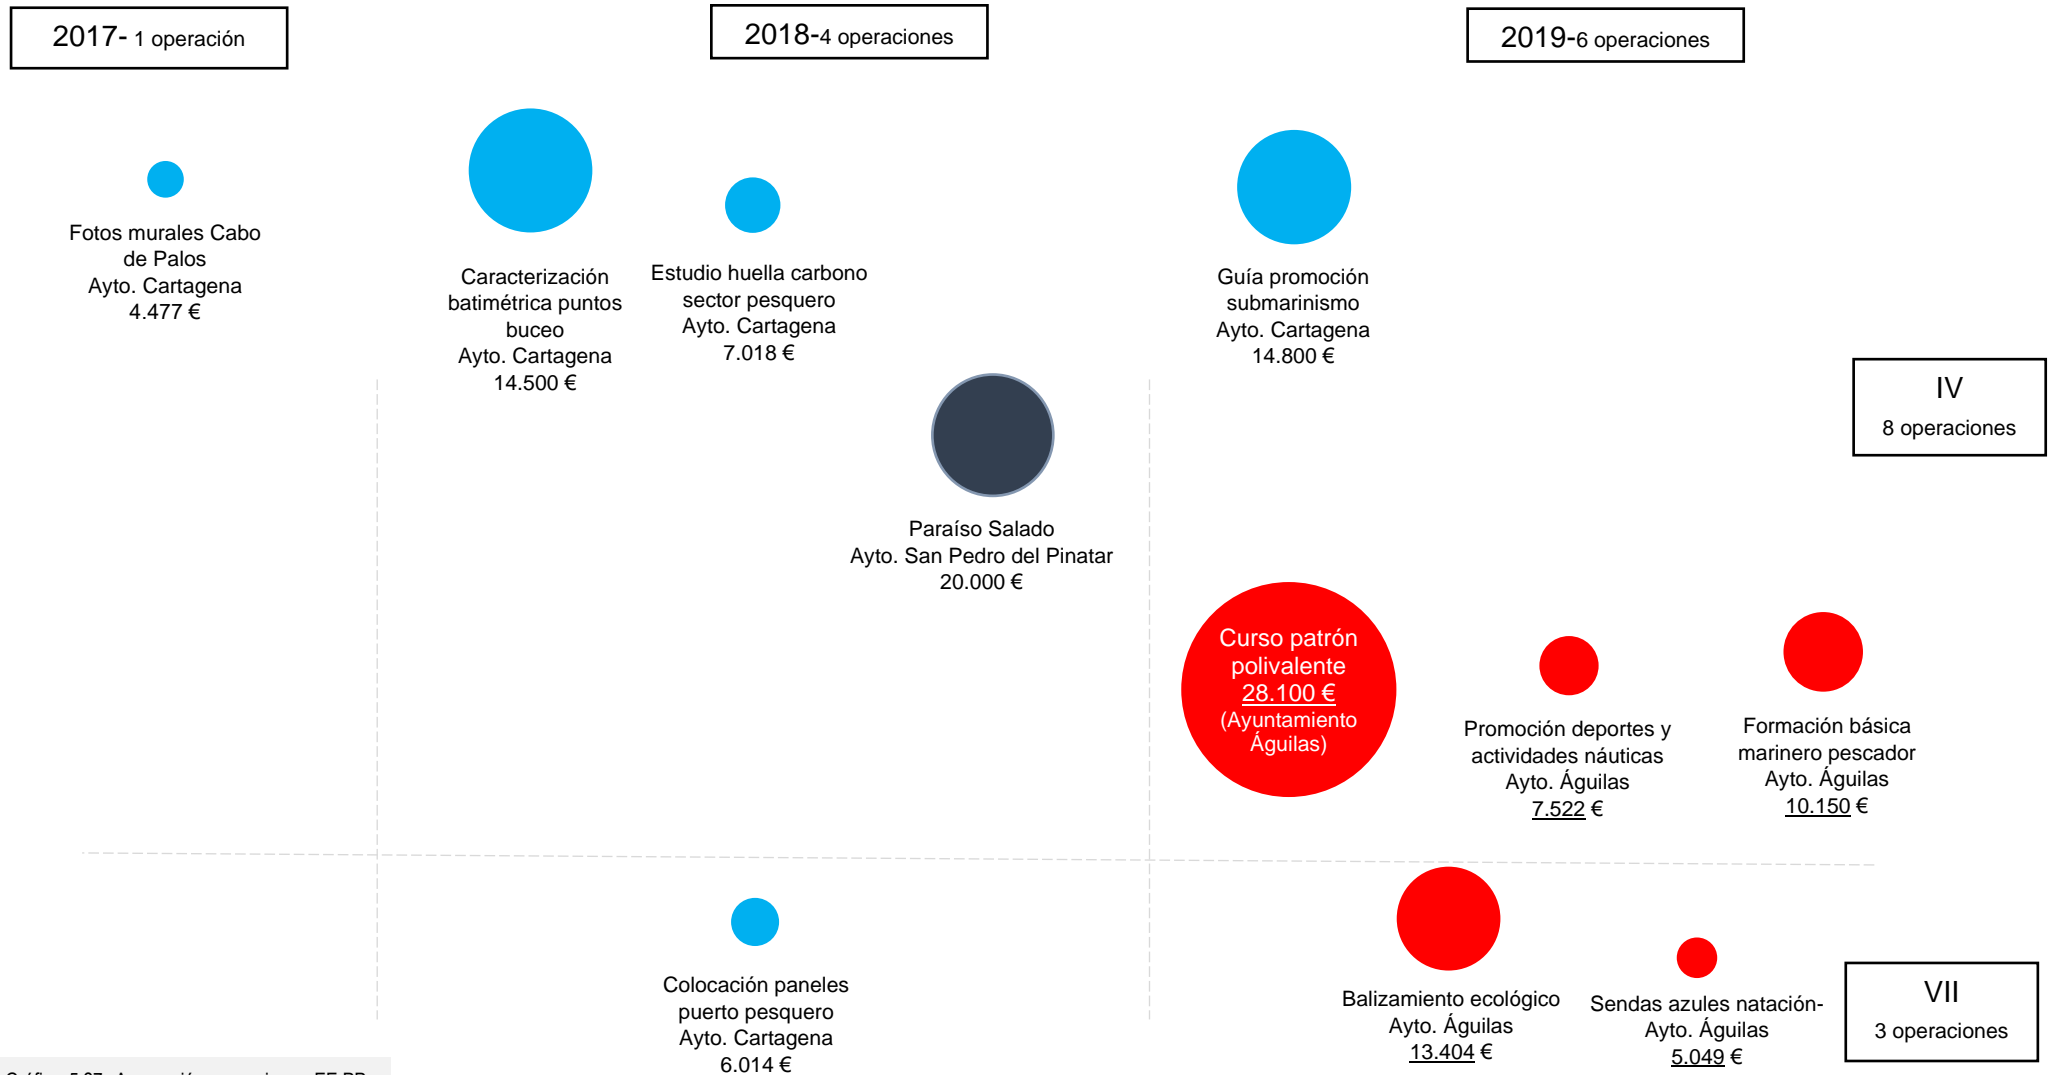 2017- 1 operación
2018-4 operaciones
2019-6 operaciones
Fotos murales Cabo
de Palos
Ayto. Cartagena
4.477 €
Caracterización
batimétrica puntos
buceo
Ayto. Cartagena
14.500 €
Estudio huella carbono
sector pesquero
Ayto. Cartagena
7.018 €
Guía promoción
submarinismo
Ayto. Cartagena
14.800 €
IV
8 operaciones
Paraíso Salado
Ayto. San Pedro del Pinatar
20.000 €
Curso patrón
polivalente
28.100 €
(Ayuntamiento
Águilas)
Promoción deportes y
actividades náuticas
Ayto. Águilas
7.522 €
Formación básica
marinero pescador
Ayto. Águilas
10.150 €
Colocación paneles
puerto pesquero
Ayto. Cartagena
6.014 €
Balizamiento ecológico
Ayto. Águilas
13.404 €
Sendas azules natación-
Ayto. Águilas
5.049 €
VII
3 operaciones